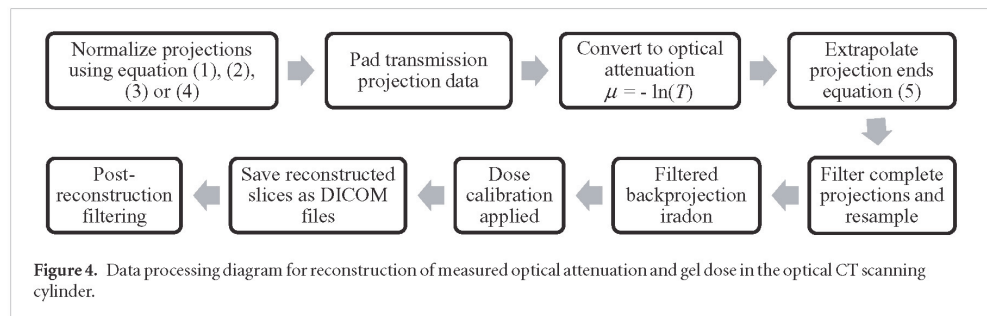 Normalize projections
using equation (1), (2),
(3) or (4)
Pad transmission
projection data
Convert to optical
attenuation
μ = - ln(T)
Extrapolate
projection ends
equation (5)
Filter complete
projections and
resample
Filtered
backprojection
iradon
Dose
calibration
applied
Save reconstructed
slices as DICOM
files
Post-
reconstruction
filtering
Figure 4. Data processing diagram for reconstruction of measured optical attenuation and gel dose in the optical CT scanning
cylinder.